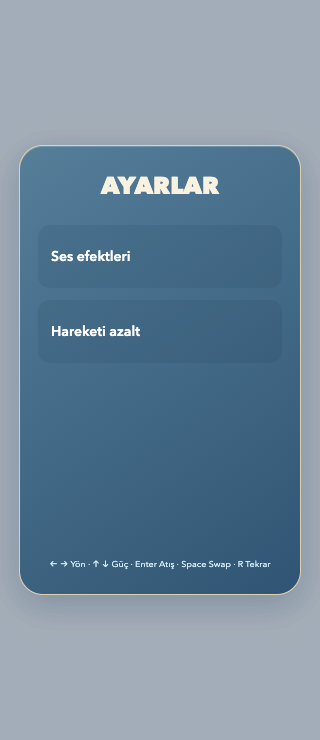 AYARLAR
Ses efektleri
Hareketi azalt
← → Yön · ↑ ↓ Güç · Enter Atış · Space Swap · R Tekrar